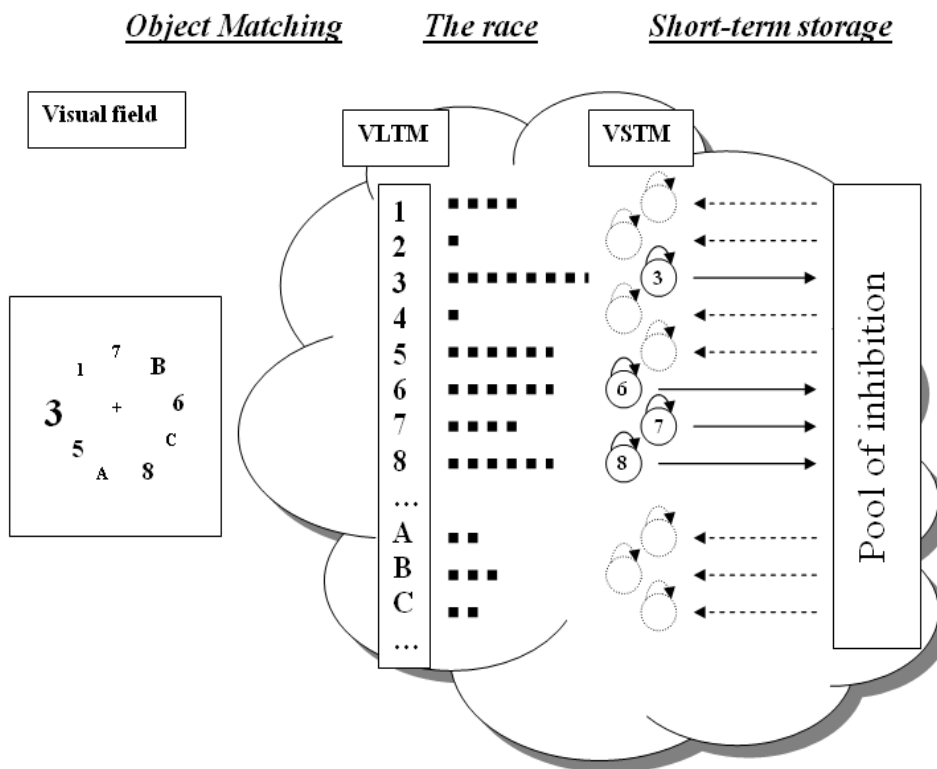 Object Matching The race Short-term storage
Visual field
VLTM VSTM
1
2
3 3
4
5
6 6
7 7
8 8
…
A
B
C
…
Pool of inhibition
7
1 B
3 + 6
5 C
A 8